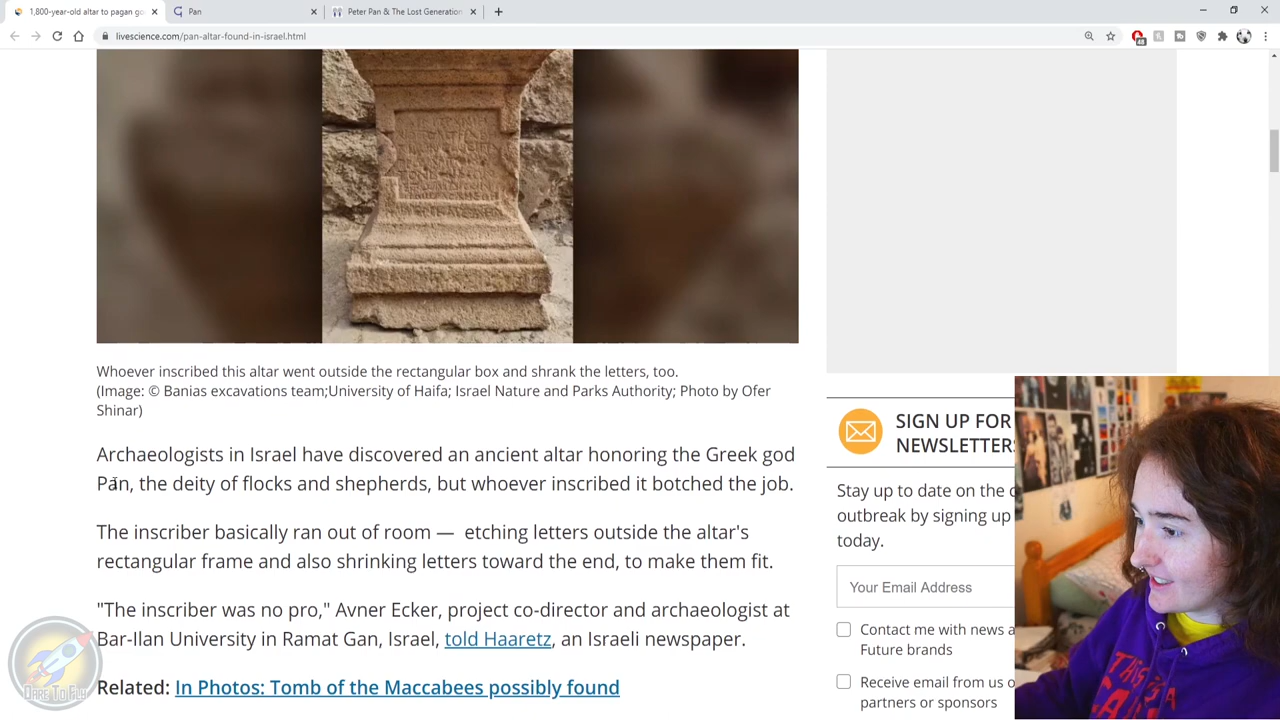 1,800-year-old altar to pagan go
Pan
Peter Pan & The Lost Generation
livescience.com/pan-altar-found-in-israel.html
48
Whoever inscribed this altar went outside the rectangular box and shrank the letters, too.
(Image: © Banias excavations team;University of Haifa; Israel Nature and Parks Authority; Photo by Ofer
Shinar)
Archaeologists in Israel have discovered an ancient altar honoring the Greek god
Pan, the deity of flocks and shepherds, but whoever inscribed it botched the job.
The inscriber basically ran out of room — etching letters outside the altar's
rectangular frame and also shrinking letters toward the end, to make them fit.
"The inscriber was no pro," Avner Ecker, project co-director and archaeologist at
Bar-Ilan University in Ramat Gan, Israel, told Haaretz, an Israeli newspaper.
Related: In Photos: Tomb of the Maccabees possibly found
SIGN UP FOR
NEWSLETTER
Stay up to date on the
outbreak by signing up
today.
Your Email Address
Contact me with news a
Future brands
Receive email from us o
partners or sponsors
DARE TO FLY